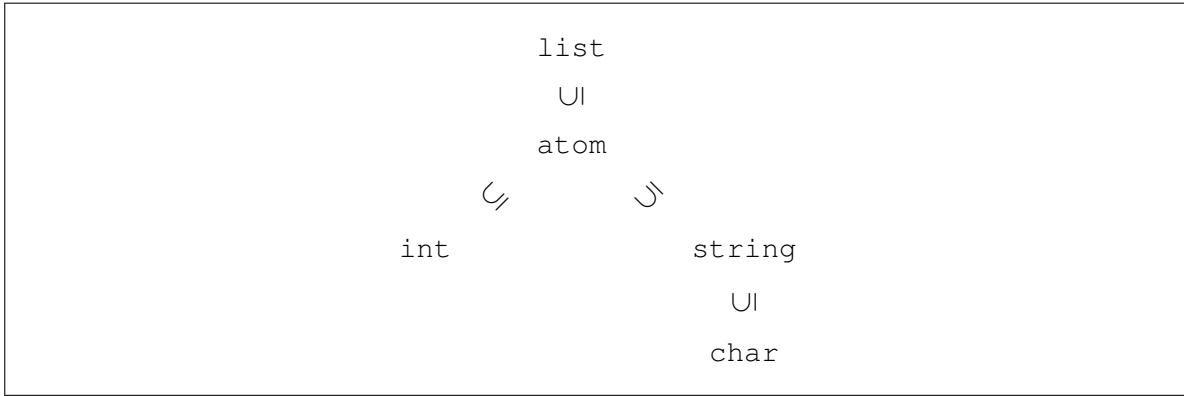 list
⊆
atom
⊆ ⊆
int string
⊆
char